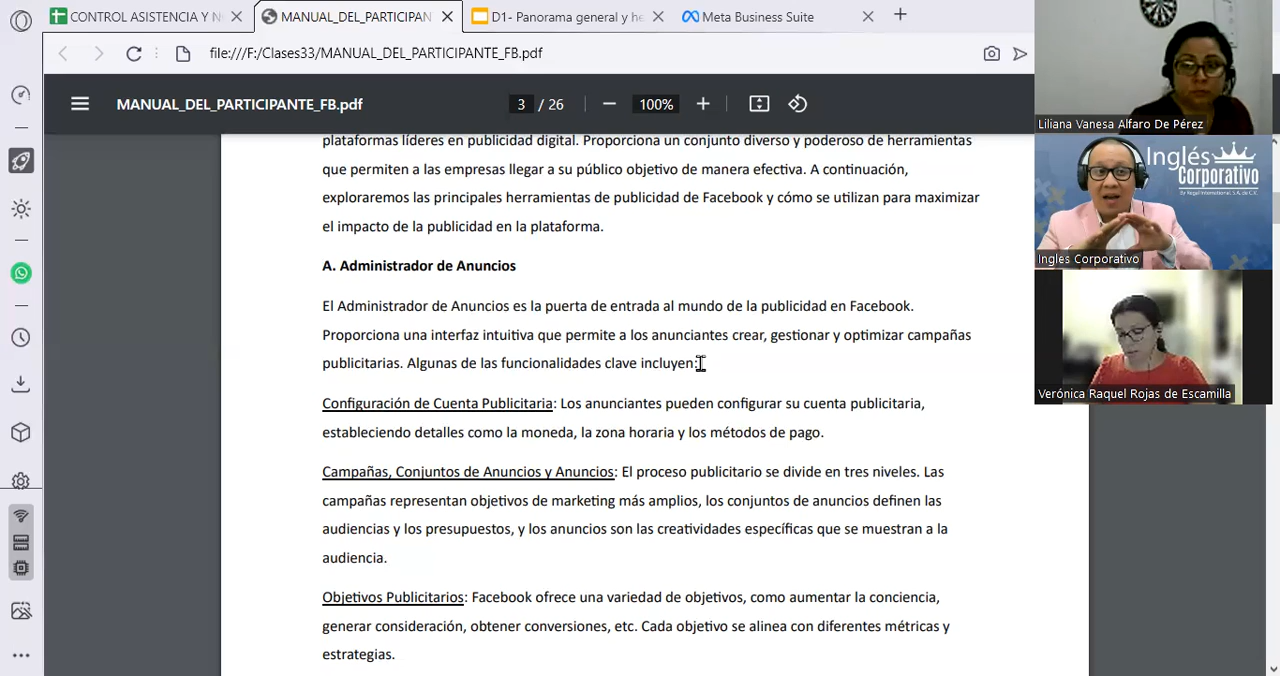 CONTROL ASISTENCIA Y N
MANUAL_DEL_PARTICIPAN
D1- Panorama general y he
Meta Business Suite
file:///F:/Clases33/MANUAL_DEL_PARTICIPANTE_FB.pdf
MANUAL_DEL_PARTICIPANTE_FB.pdf
3 / 26
100%
plataformas líderes en publicidad digital. Proporciona un conjunto diverso y poderoso de herramientas
que permiten a las empresas llegar a su público objetivo de manera efectiva. A continuación,
exploraremos las principales herramientas de publicidad de Facebook y cómo se utilizan para maximizar
el impacto de la publicidad en la plataforma.
A. Administrador de Anuncios
El Administrador de Anuncios es la puerta de entrada al mundo de la publicidad en Facebook.
Proporciona una interfaz intuitiva que permite a los anunciantes crear, gestionar y optimizar campañas
publicitarias. Algunas de las funcionalidades clave incluyen:
Configuración de Cuenta Publicitaria: Los anunciantes pueden configurar su cuenta publicitaria,
estableciendo detalles como la moneda, la zona horaria y los métodos de pago.
Campañas, Conjuntos de Anuncios y Anuncios: El proceso publicitario se divide en tres niveles. Las
campañas representan objetivos de marketing más amplios, los conjuntos de anuncios definen las
audiencias y los presupuestos, y los anuncios son las creatividades específicas que se muestran a la
audiencia.
Objetivos Publicitarios: Facebook ofrece una variedad de objetivos, como aumentar la conciencia,
generar consideración, obtener conversiones, etc. Cada objetivo se alinea con diferentes métricas y
estrategias.
Liliana Vanesa Alfaro De Pérez
Inglés
Corporativo
Ingles Corporativo
Verónica Raquel Rojas de Escamilla